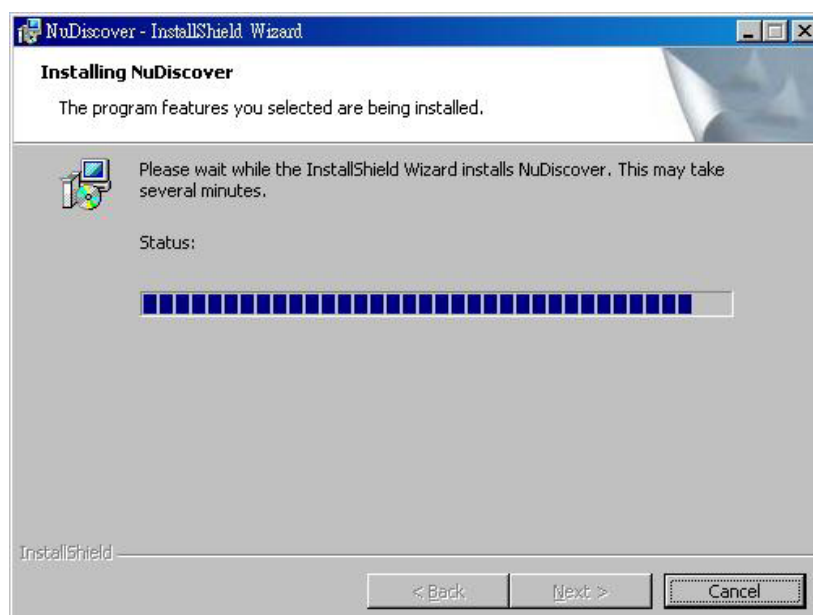 NuDiscover - InstallShield Wizard
Installing NuDiscover
The program features you selected are being installed.
Please wait while the InstallShield Wizard installs NuDiscover. This may take
several minutes.
Status:
InstallShield
< Back
Next >
Cancel